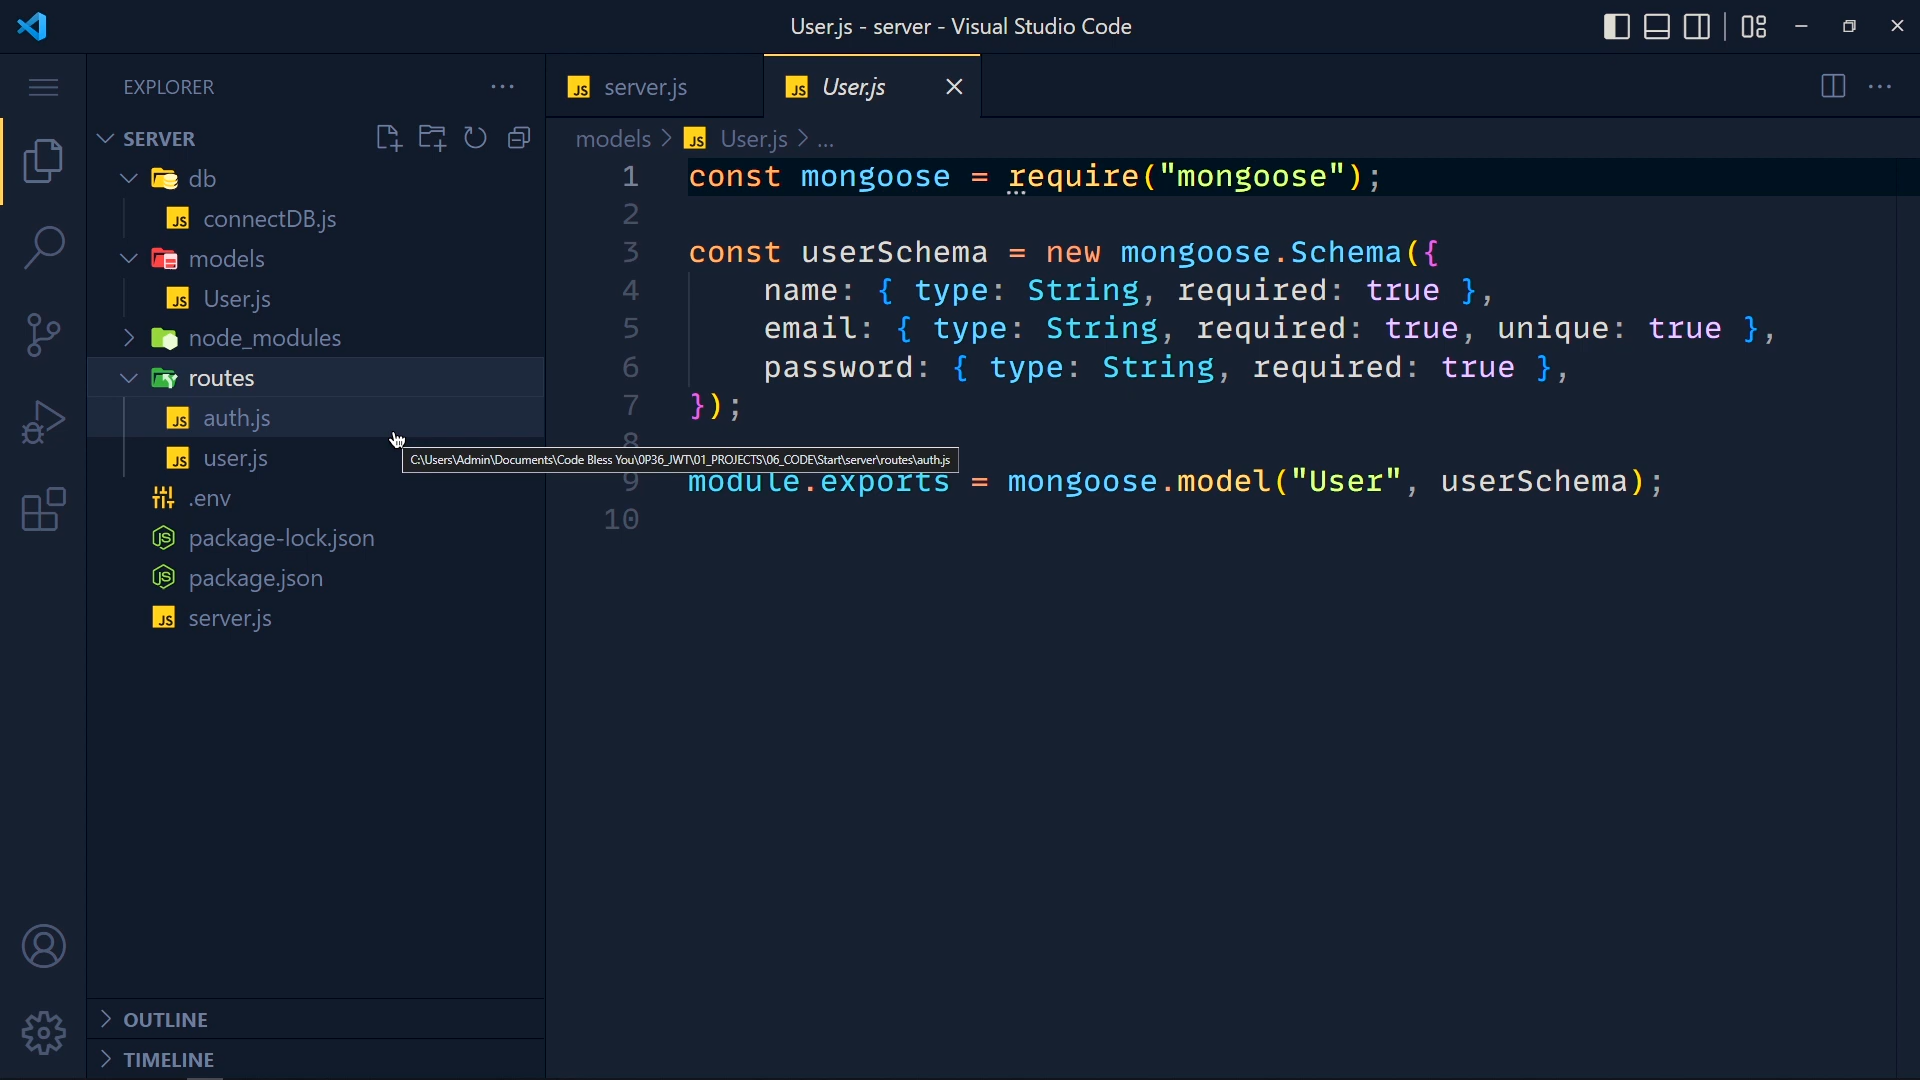 User.js - server - Visual Studio Code
EXPLORER
SERVER
db
connectDB.js
models
User.js
node_modules
routes
auth.js
user.js
.env
package-lock.json
package.json
server.js
OUTLINE
TIMELINE
server.js
User.js
models > User.js > ...
1 const mongoose = require("mongoose");
2
3 const userSchema = new mongoose.Schema({
4 name: { type: String, required: true },
5 email: { type: String, required: true, unique: true },
6 password: { type: String, required: true },
7 });
8
C:\Users\Admin\Documents\Code Bless You\0P36_JWT\01_PROJECTS\06_CODE\Start\server\routes\auth.js
9 module.exports = mongoose.model("User", userSchema);
10